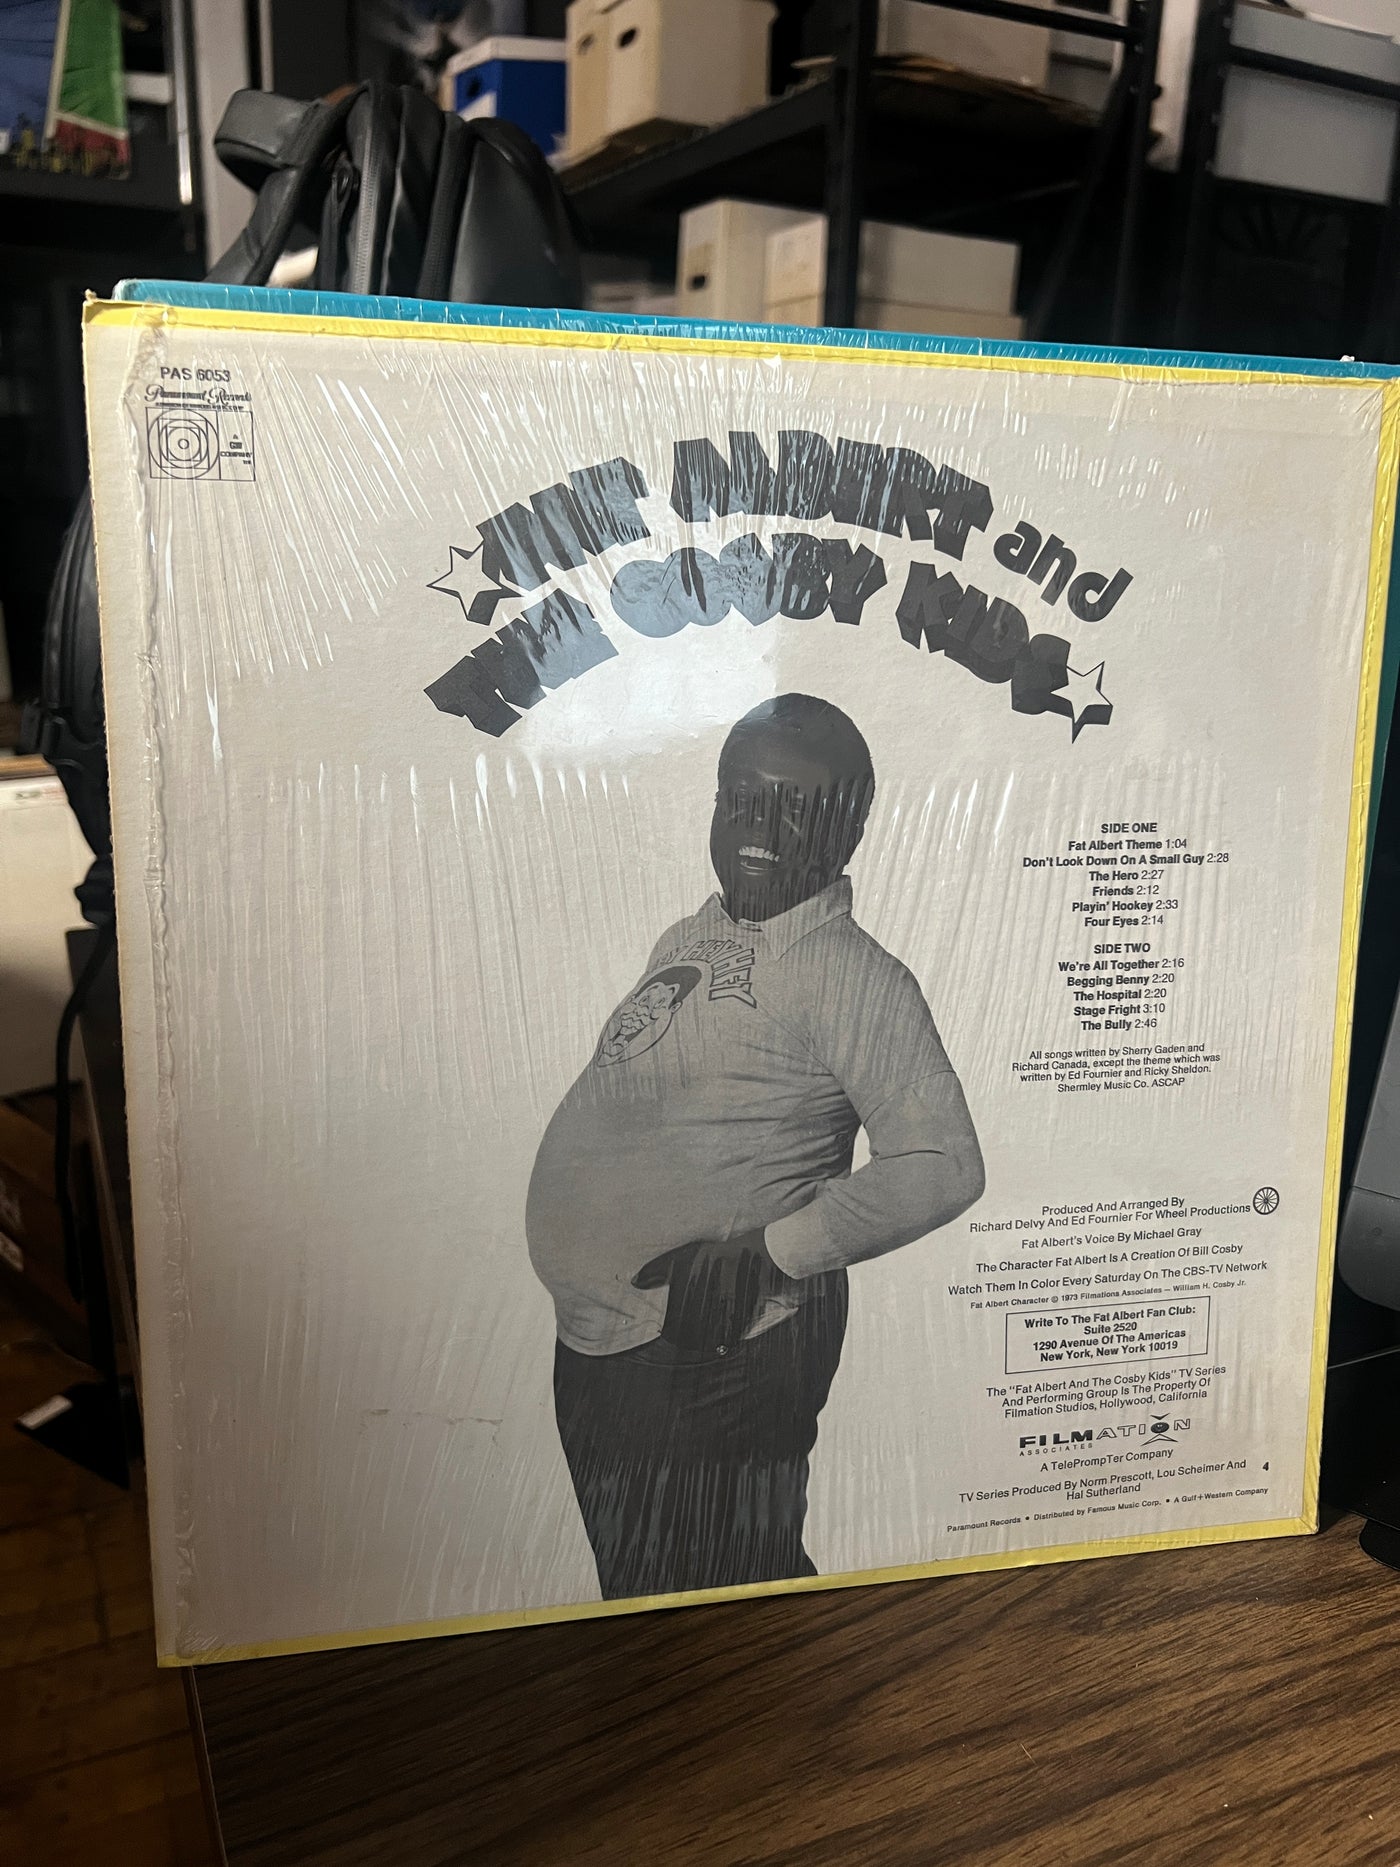 PAS 6053
Paramount Records
A
G+W
COMPANY
FAT ALBERT and
THE COSBY KIDS
HEY HEY HEY
SIDE ONE
Fat Albert Theme 1:04
Don't Look Down On A Small Guy 2:28
The Hero 2:27
Friends 2:12
Playin' Hookey 2:33
Four Eyes 2:14
SIDE TWO
We're All Together 2:16
Begging Benny 2:20
The Hospital 2:20
Stage Fright 3:10
The Bully 2:46
All songs written by Sherry Gaden and
Richard Canada, except the theme which was
written by Ed Fournier and Ricky Sheldon.
Shermley Music Co. ASCAP
Produced And Arranged By
Richard Delvy And Ed Fournier For Wheel Productions
Fat Albert's Voice By Michael Gray
The Character Fat Albert Is A Creation Of Bill Cosby
Watch Them In Color Every Saturday On The CBS-TV Network
Fat Albert Character © 1973 Filmations Associates — William H. Cosby Jr.
Write To The Fat Albert Fan Club:
Suite 2520
1290 Avenue Of The Americas
New York, New York 10019
The "Fat Albert And The Cosby Kids" TV Series
And Performing Group Is The Property Of
Filmation Studios, Hollywood, California
FILMATION
ASSOCIATES
A TelePrompTer Company
TV Series Produced By Norm Prescott, Lou Scheimer And
Hal Sutherland
4
Paramount Records • Distributed by Famous Music Corp. • A Gulf+Western Company